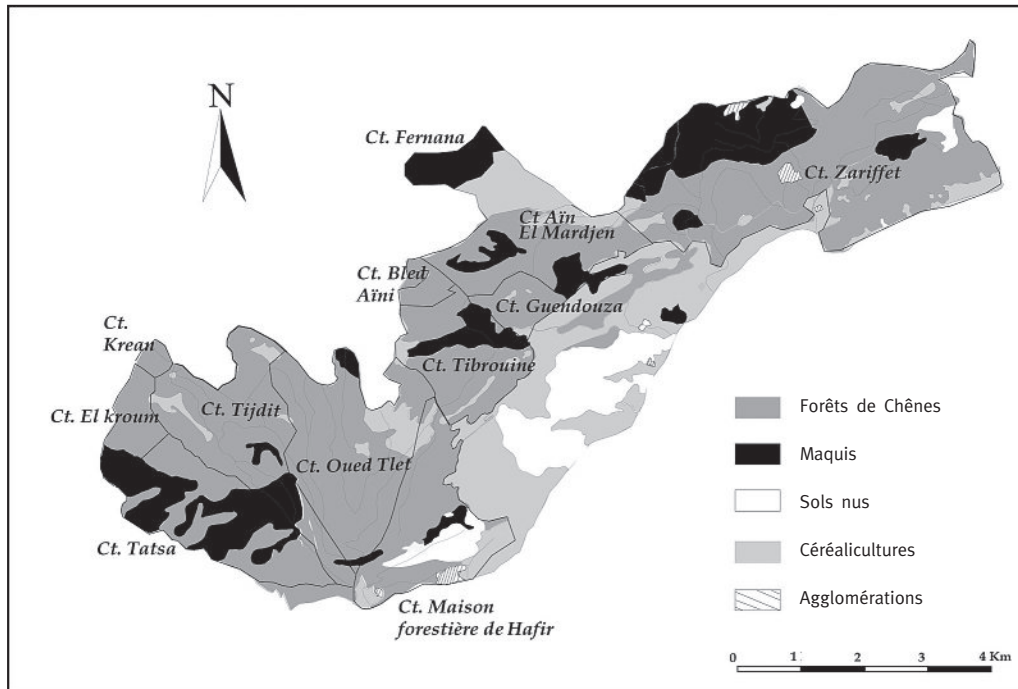 N
Ct. Fernana
Ct. Zariffet
Ct Aïn
El Mardjen
Ct. Bled
Aïni
Ct. Guendouza
Ct. Krean
Ct. Tibrouine
Ct. El kroum
Ct. Tijdit
Ct. Oued Tlet
Ct. Tatsa
Ct. Maison
forestière de Hafir
Forêts de Chênes
Maquis
Sols nus
Céréalicultures
Agglomérations
0 1 2 3 4 Km